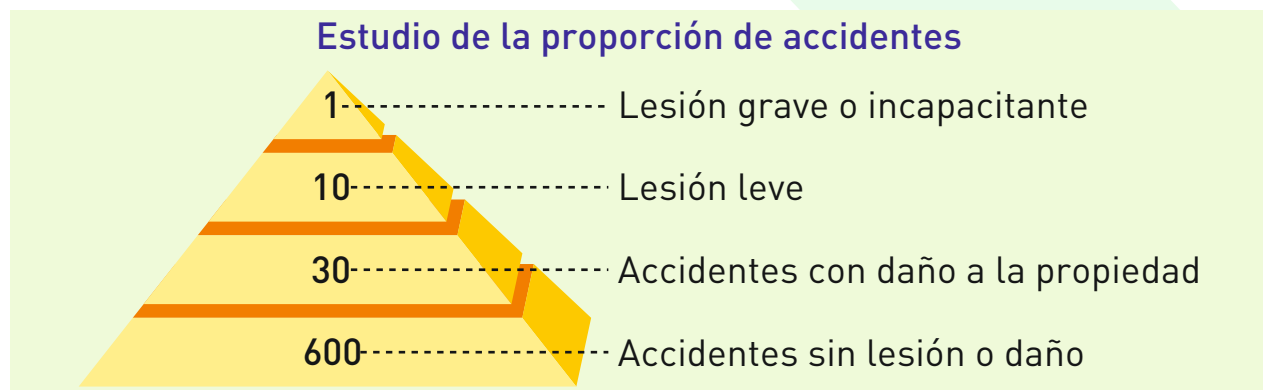 Estudio de la proporción de accidentes
1 Lesión grave o incapacitante
10 Lesión leve
30 Accidentes con daño a la propiedad
600 Accidentes sin lesión o daño